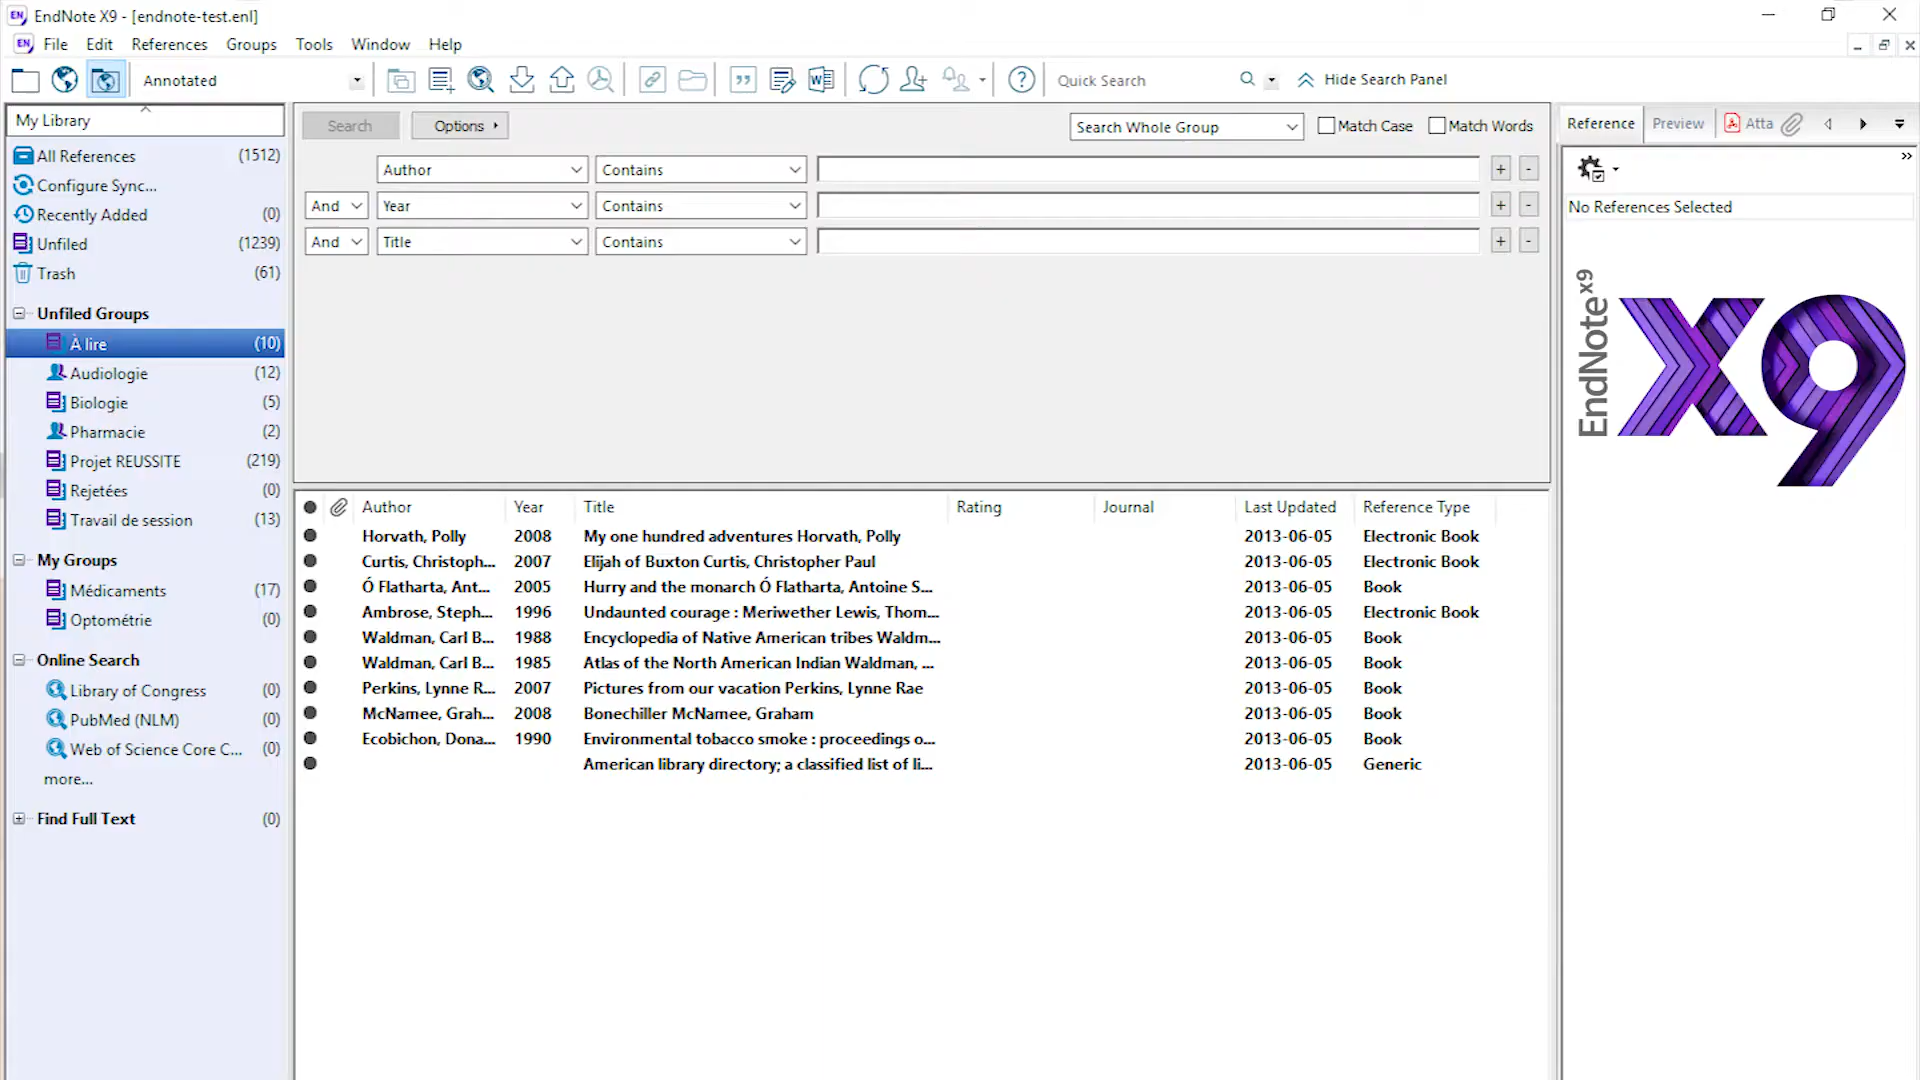 EndNote X9 - [endnote-test.enl]
File Edit References Groups Tools Window Help
Annotated Quick Search Hide Search Panel
My Library
All References (1512)
Configure Sync...
Recently Added (0)
Unfiled (1239)
Trash (61)
Unfiled Groups
À lire (10)
Audiologie (12)
Biologie (5)
Pharmacie (2)
Projet REUSSITE (219)
Rejetées (0)
Travail de session (13)
My Groups
Médicaments (17)
Optométrie (0)
Online Search
Library of Congress (0)
PubMed (NLM) (0)
Web of Science Core C... (0)
more...
Find Full Text (0)
Search Options Search Whole Group Match Case Match Words
Author Contains + -
And Year Contains + -
And Title Contains + -
Author Year Title Rating Journal Last Updated Reference Type
Horvath, Polly 2008 My one hundred adventures Horvath, Polly 2013-06-05 Electronic Book
Curtis, Christoph... 2007 Elijah of Buxton Curtis, Christopher Paul 2013-06-05 Electronic Book
Ó Flatharta, Ant... 2005 Hurry and the monarch Ó Flatharta, Antoine S... 2013-06-05 Book
Ambrose, Steph... 1996 Undaunted courage : Meriwether Lewis, Thom... 2013-06-05 Electronic Book
Waldman, Carl B... 1988 Encyclopedia of Native American tribes Waldm... 2013-06-05 Book
Waldman, Carl B... 1985 Atlas of the North American Indian Waldman, ... 2013-06-05 Book
Perkins, Lynne R... 2007 Pictures from our vacation Perkins, Lynne Rae 2013-06-05 Book
McNamee, Grah... 2008 Bonechiller McNamee, Graham 2013-06-05 Book
Ecobichon, Dona... 1990 Environmental tobacco smoke : proceedings o... 2013-06-05 Book
American library directory; a classified list of li... 2013-06-05 Generic
Reference Preview Atta
No References Selected
EndNote x9
X9